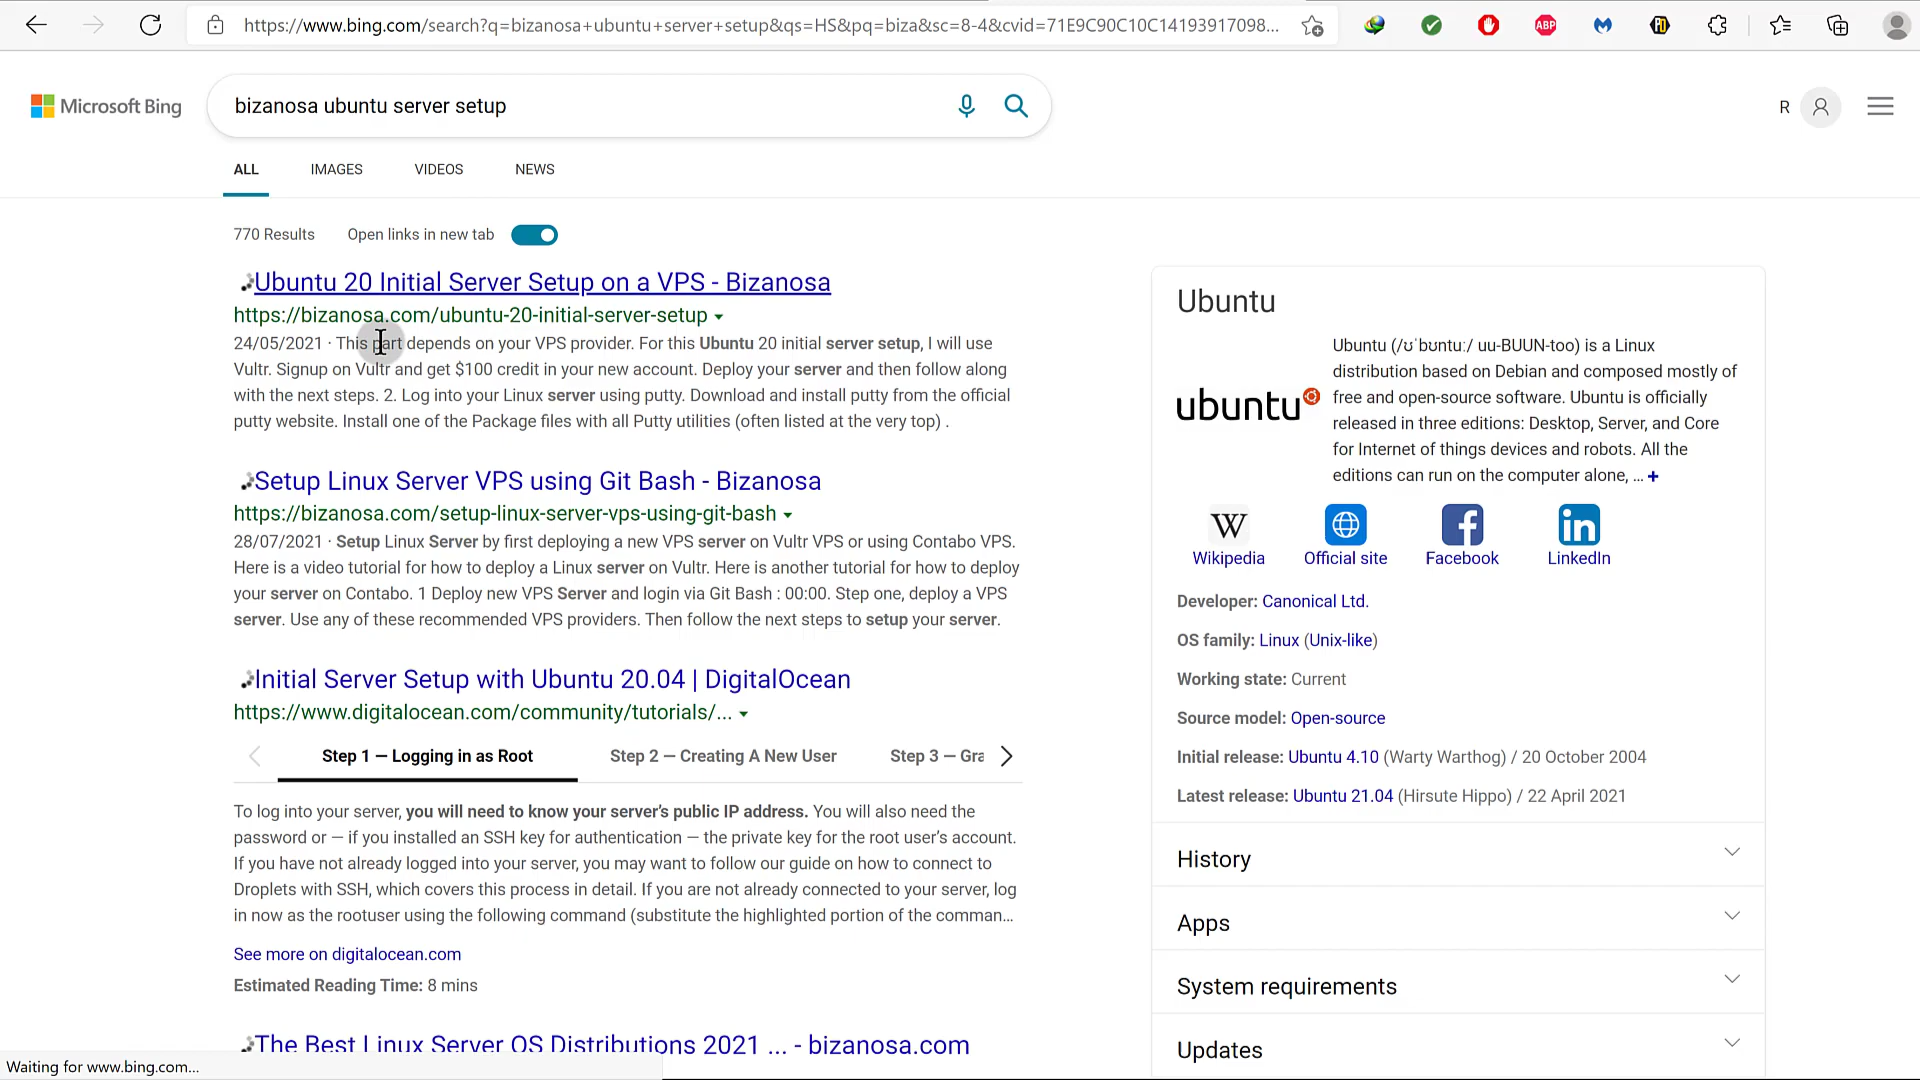 https://www.bing.com/search?q=bizanosa+ubuntu+server+setup&qs=HS&pq=biza&sc=8-4&cvid=71E9C90C10C14193917098...
ABP
Microsoft Bing
bizanosa ubuntu server setup
R
ALL
IMAGES
VIDEOS
NEWS
770 Results
Open links in new tab
Ubuntu 20 Initial Server Setup on a VPS - Bizanosa
https://bizanosa.com/ubuntu-20-initial-server-setup
24/05/2021 · This part depends on your VPS provider. For this Ubuntu 20 initial server setup, I will use
Vultr. Signup on Vultr and get $100 credit in your new account. Deploy your server and then follow along
with the next steps. 2. Log into your Linux server using putty. Download and install putty from the official
putty website. Install one of the Package files with all Putty utilities (often listed at the very top) .
Setup Linux Server VPS using Git Bash - Bizanosa
https://bizanosa.com/setup-linux-server-vps-using-git-bash
28/07/2021 · Setup Linux Server by first deploying a new VPS server on Vultr VPS or using Contabo VPS.
Here is a video tutorial for how to deploy a Linux server on Vultr. Here is another tutorial for how to deploy
your server on Contabo. 1 Deploy new VPS Server and login via Git Bash : 00:00. Step one, deploy a VPS
server. Use any of these recommended VPS providers. Then follow the next steps to setup your server.
Initial Server Setup with Ubuntu 20.04 | DigitalOcean
https://www.digitalocean.com/community/tutorials/...
Step 1 — Logging in as Root
Step 2 — Creating A New User
Step 3 — Gra
To log into your server, you will need to know your server's public IP address. You will also need the
password or — if you installed an SSH key for authentication — the private key for the root user's account.
If you have not already logged into your server, you may want to follow our guide on how to connect to
Droplets with SSH, which covers this process in detail. If you are not already connected to your server, log
in now as the rootuser using the following command (substitute the highlighted portion of the comman...
See more on digitalocean.com
Estimated Reading Time: 8 mins
The Best Linux Server OS Distributions 2021 ... - bizanosa.com
Waiting for www.bing.com...
Ubuntu
ubuntu
Ubuntu (/ʊˈbʊntuː/ uu-BUUN-too) is a Linux
distribution based on Debian and composed mostly of
free and open-source software. Ubuntu is officially
released in three editions: Desktop, Server, and Core
for Internet of things devices and robots. All the
editions can run on the computer alone, ... +
W
Wikipedia
Official site
Facebook
in
LinkedIn
Developer: Canonical Ltd.
OS family: Linux (Unix-like)
Working state: Current
Source model: Open-source
Initial release: Ubuntu 4.10 (Warty Warthog) / 20 October 2004
Latest release: Ubuntu 21.04 (Hirsute Hippo) / 22 April 2021
History
Apps
System requirements
Updates